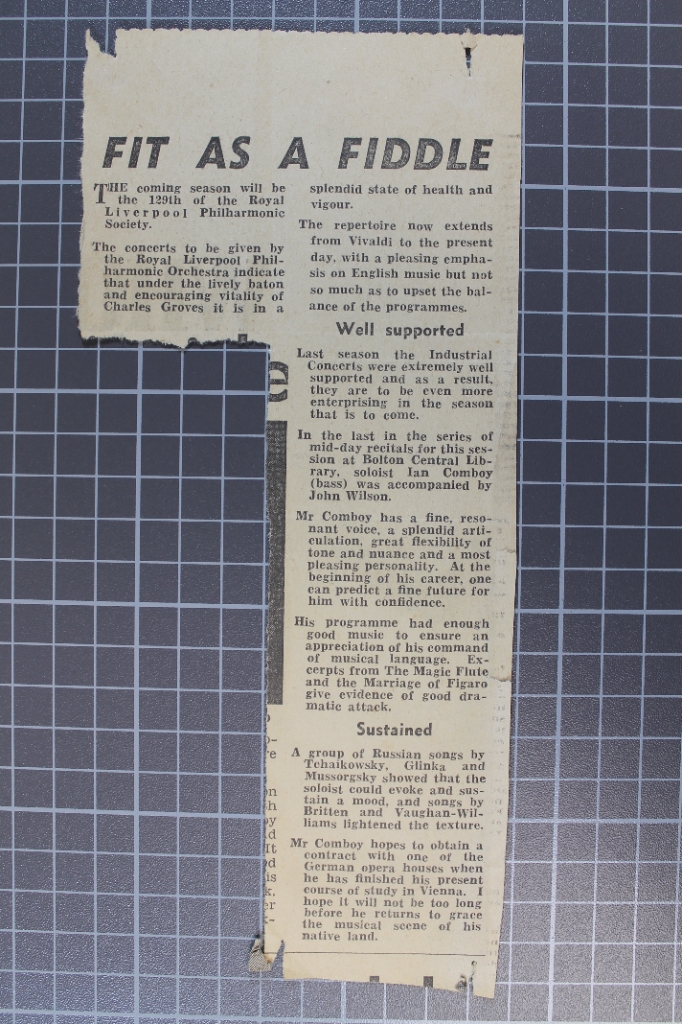 FIT AS A FIDDLE
THE coming season will be
the 129th of the Royal
Liverpool Philharmonic
Society.
The concerts to be given by
the Royal Liverpool Phil-
harmonic Orchestra indicate
that under the lively baton
and encouraging vitality of
Charles Groves it is in a
splendid state of health and
vigour.
The repertoire now extends
from Vivaldi to the present
day, with a pleasing empha-
sis on English music but not
so much as to upset the bal-
ance of the programmes.
Well supported
Last season the Industrial
Concerts were extremely well
supported and as a result,
they are to be even more
enterprising in the season
that is to come.
In the last in the series of
mid-day recitals for this ses-
sion at Bolton Central Lib-
rary, soloist Ian Comboy
(bass) was accompanied by
John Wilson.
Mr Comboy has a fine, reso-
nant voice, a splendid arti-
culation, great flexibility of
tone and nuance and a most
pleasing personality. At the
beginning of his career, one
can predict a fine future for
him with confidence.
His programme had enough
good music to ensure an
appreciation of his command
of musical language. Ex-
cerpts from The Magic Flute
and the Marriage of Figaro
give evidence of good dra-
matic attack.
Sustained
A group of Russian songs by
Tchaikowsky, Glinka and
Mussorgsky showed that the
soloist could evoke and sus-
tain a mood, and songs by
Britten and Vaughan-Wil-
liams lightened the texture.
Mr Comboy hopes to obtain a
contract with one of the
German opera houses when
he has finished his present
course of study in Vienna. I
hope it will not be too long
before he returns to grace
the musical scene of his
native land.